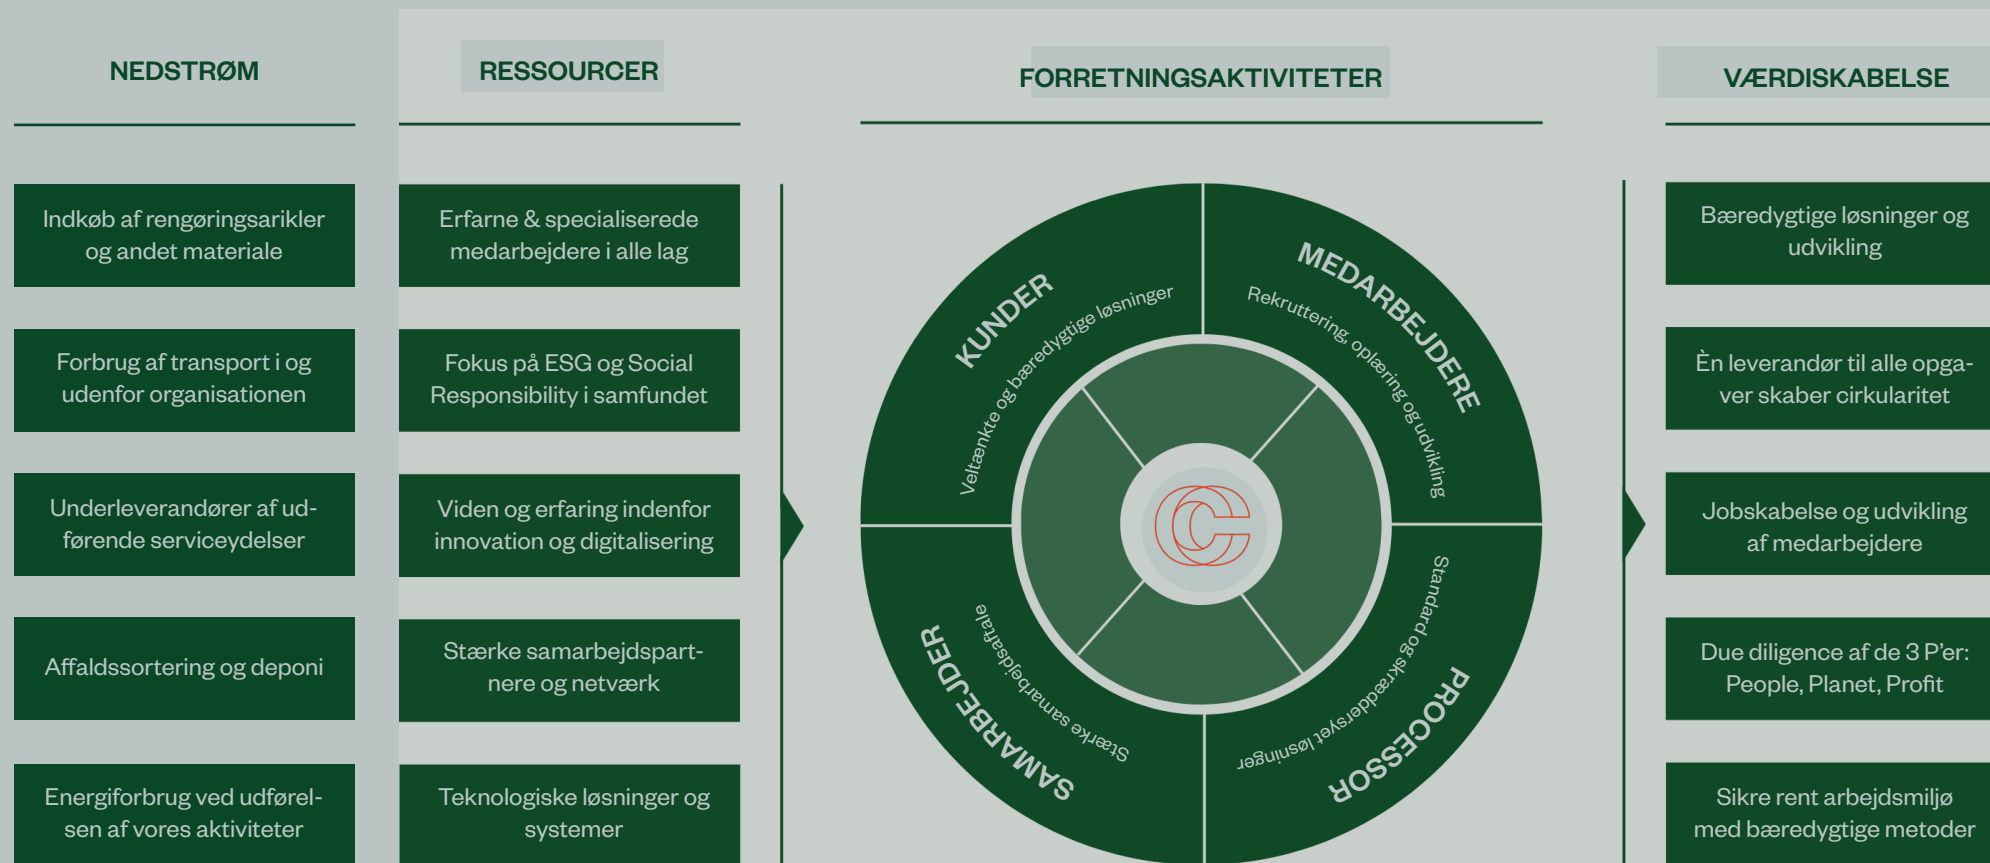 NEDSTRØM
Indkøb af rengøringsarikler
og andet materiale
Forbrug af transport i og
udenfor organisationen
Underleverandører af ud-
førende serviceydelser
Affaldssortering og deponi
Energiforbrug ved udførel-
sen af vores aktiviteter
RESSOURCER
Erfarne & specialiserede
medarbejdere i alle lag
Fokus på ESG og Social
Responsibility i samfundet
Viden og erfaring indenfor
innovation og digitalisering
Stærke samarbejdspart-
nere og netværk
Teknologiske løsninger og
systemer
FORRETNINGSAKTIVITETER
KUNDER
Veltænkte og bæredygtige løsninger
MEDARBEJDERE
Rekruttering, oplæring og udvikling
SAMARBEJDER
Stærke samarbejdsaftale
PROCESSOR
Standard og skræddersyet løsninger
VÆRDISKABELSE
Bæredygtige løsninger og
udvikling
Èn leverandør til alle opga-
ver skaber cirkularitet
Jobskabelse og udvikling
af medarbejdere
Due diligence af de 3 P'er:
People, Planet, Profit
Sikre rent arbejdsmiljø
med bæredygtige metoder